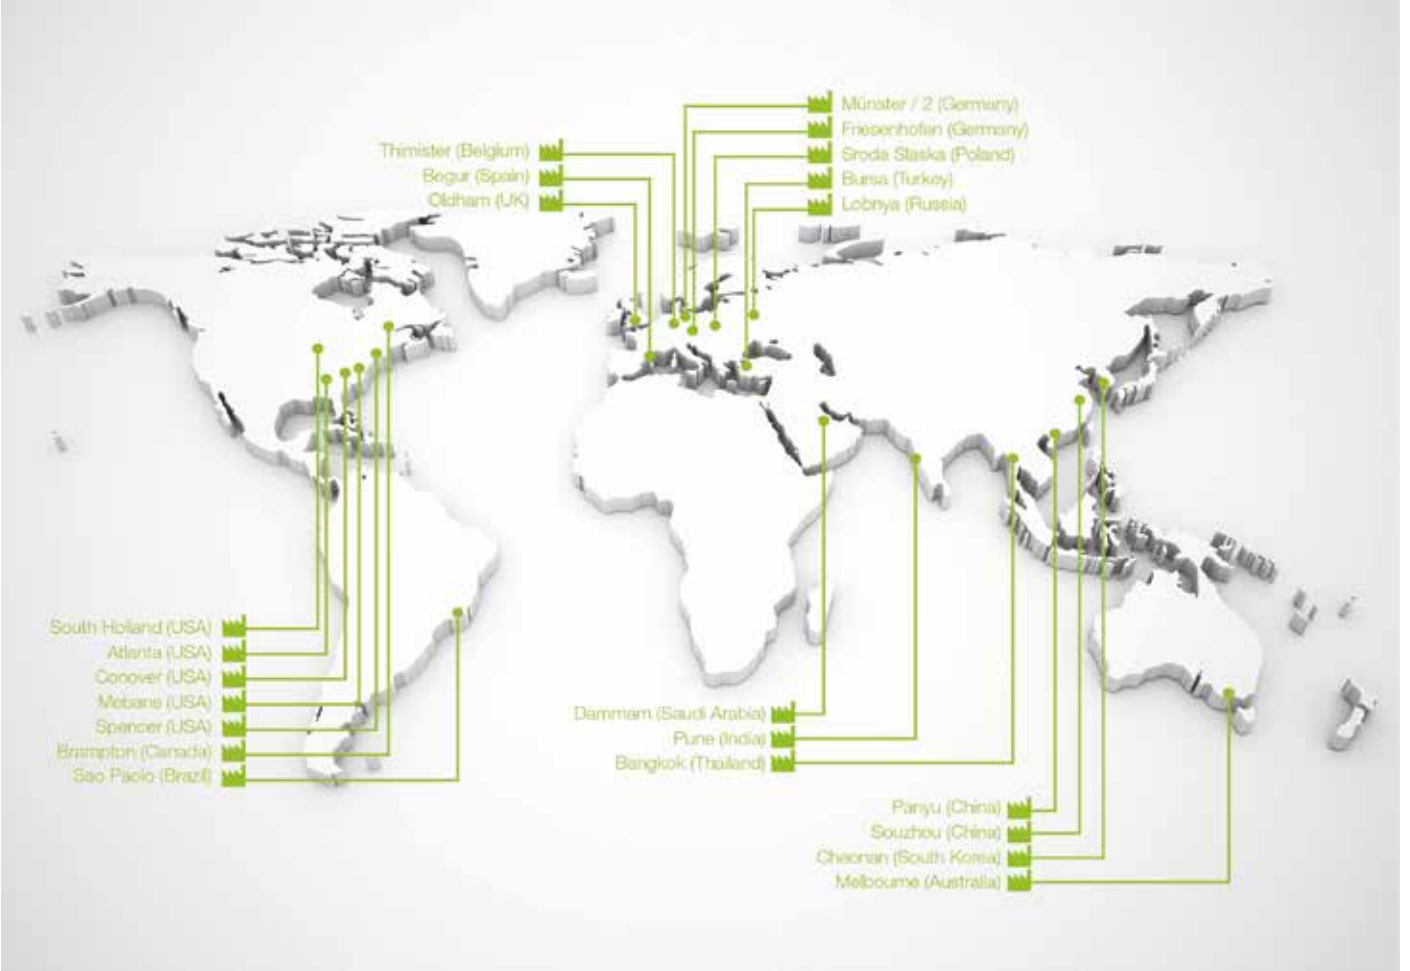 Münster / 2 (Germany)
Friesenhofen (Germany)
Sroda Slaska (Poland)
Bursa (Turkey)
Lobnya (Russia)
Thimister (Belgium)
Begur (Spain)
Oldham (UK)
South Holland (USA)
Atlanta (USA)
Conover (USA)
Mebane (USA)
Spencer (USA)
Brampton (Canada)
Sao Paolo (Brazil)
Dammam (Saudi Arabia)
Pune (India)
Bangkok (Thailand)
Panyu (China)
Souzhou (China)
Cheonan (South Korea)
Melbourne (Australia)